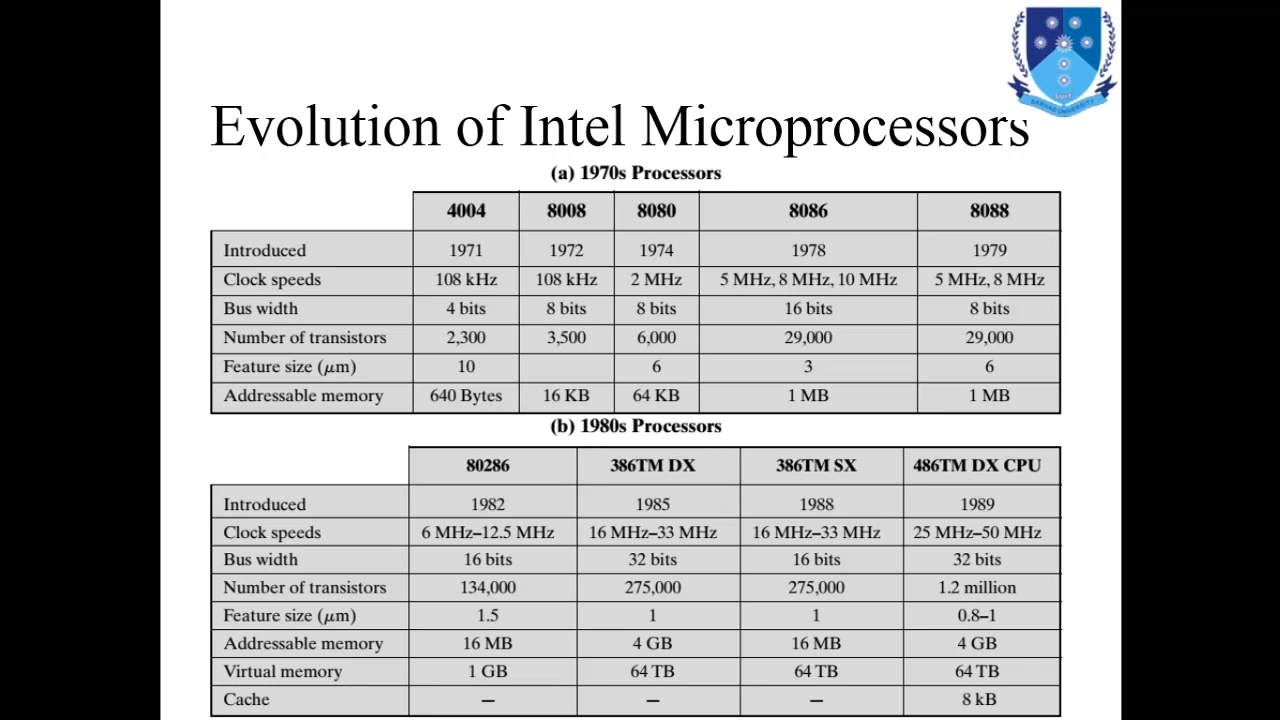 SUIT
SARHAD UNIVERSITY
Evolution of Intel Microprocessors
(a) 1970s Processors
4004 8008 8080 8086 8088
Introduced 1971 1972 1974 1978 1979
Clock speeds 108 kHz 108 kHz 2 MHz 5 MHz, 8 MHz, 10 MHz 5 MHz, 8 MHz
Bus width 4 bits 8 bits 8 bits 16 bits 8 bits
Number of transistors 2,300 3,500 6,000 29,000 29,000
Feature size (μm) 10 6 3 6
Addressable memory 640 Bytes 16 KB 64 KB 1 MB 1 MB
(b) 1980s Processors
80286 386TM DX 386TM SX 486TM DX CPU
Introduced 1982 1985 1988 1989
Clock speeds 6 MHz–12.5 MHz 16 MHz–33 MHz 16 MHz–33 MHz 25 MHz–50 MHz
Bus width 16 bits 32 bits 16 bits 32 bits
Number of transistors 134,000 275,000 275,000 1.2 million
Feature size (μm) 1.5 1 1 0.8–1
Addressable memory 16 MB 4 GB 16 MB 4 GB
Virtual memory 1 GB 64 TB 64 TB 64 TB
Cache — — — 8 kB